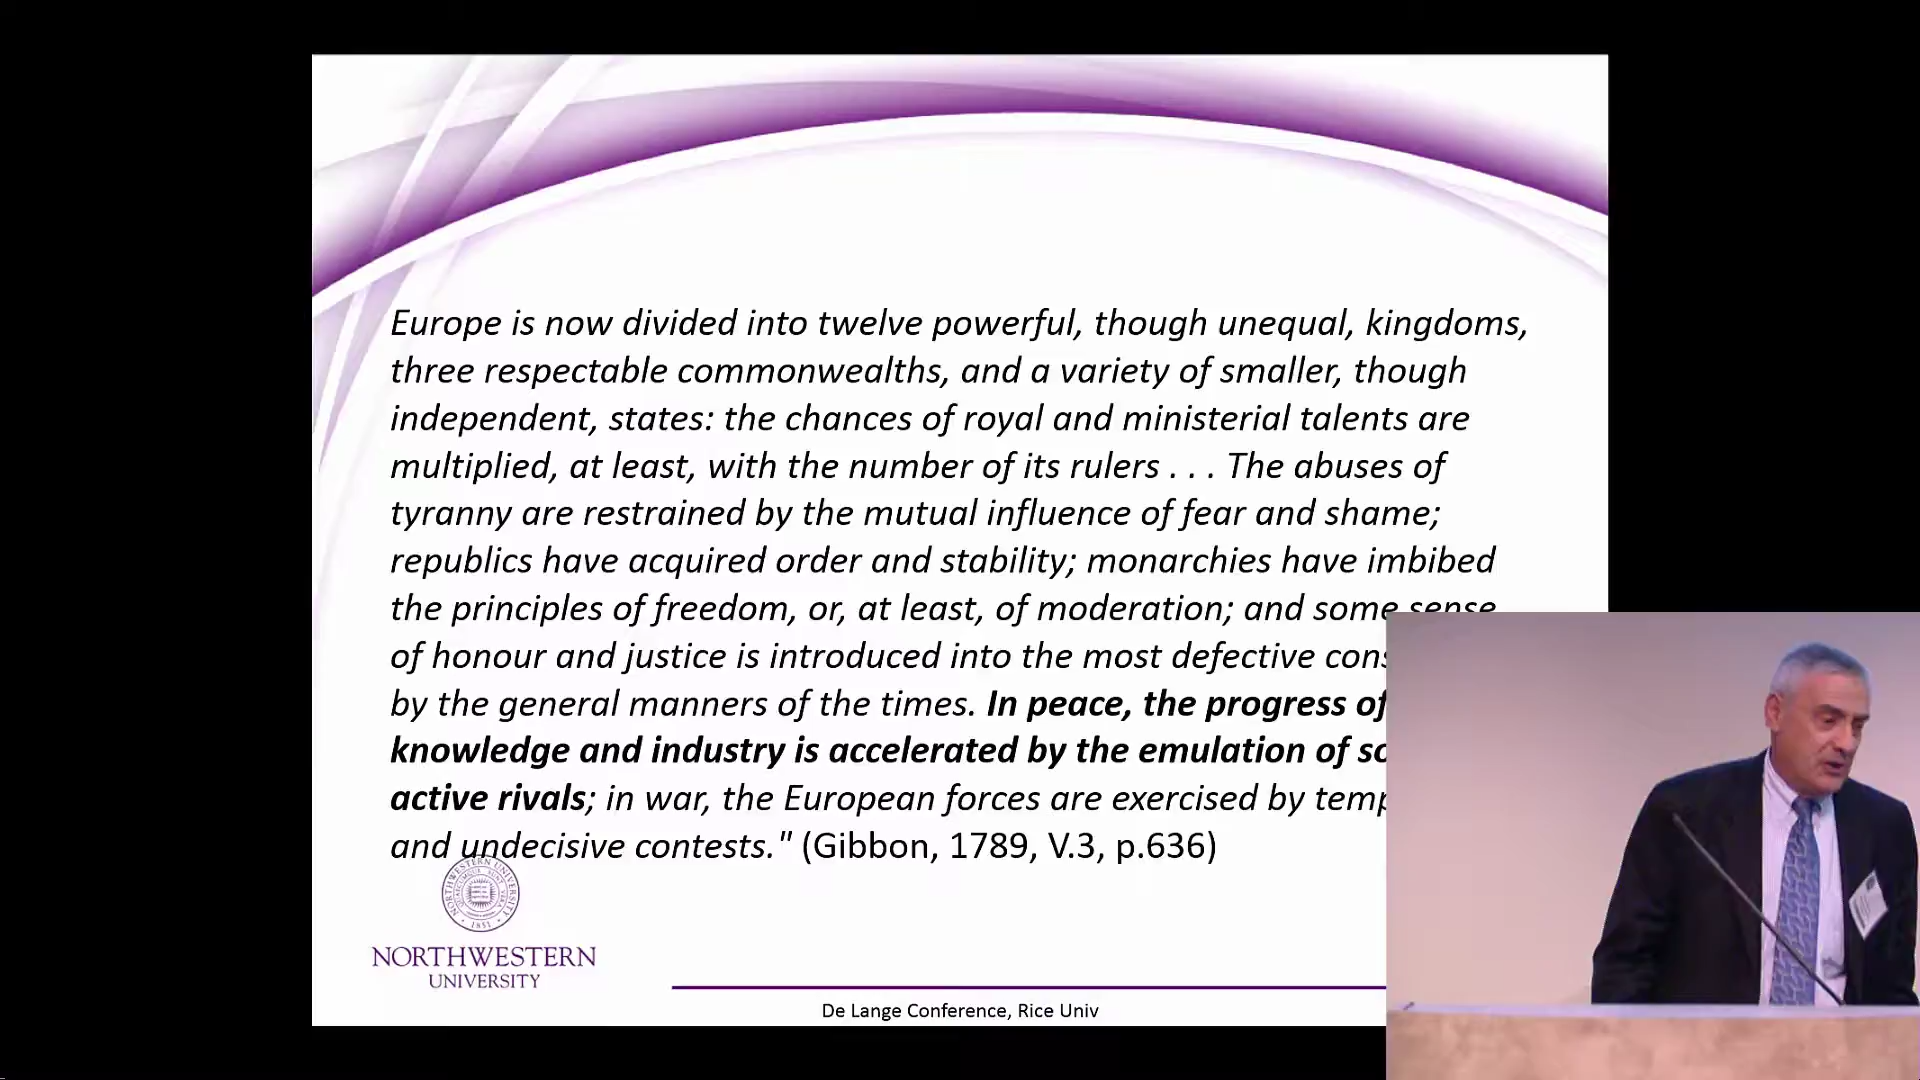 Europe is now divided into twelve powerful, though unequal, kingdoms,
three respectable commonwealths, and a variety of smaller, though
independent, states: the chances of royal and ministerial talents are
multiplied, at least, with the number of its rulers . . . The abuses of
tyranny are restrained by the mutual influence of fear and shame;
republics have acquired order and stability; monarchies have imbibed
the principles of freedom, or, at least, of moderation; and some sense
of honour and justice is introduced into the most defective
by the general manners of the times. In peace, the progress of
knowledge and industry is accelerated by the emulation of
active rivals; in war, the European forces are exercised by
and undecisive contests." (Gibbon, 1789, V.3, p.636)
NORTHWESTERN UNIVERSITY
1851
NORTHWESTERN
UNIVERSITY
De Lange Conference, Rice Univ